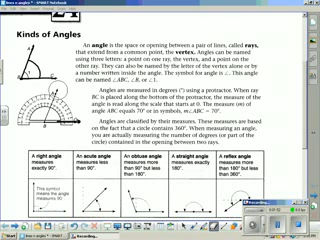 lines n angles* - SMART Notebook
Kinds of Angles
An angle is the space or opening between a pair of lines, called rays,
that extend from a common point, the vertex. Angles can be named
using three letters: a point on one ray, the vertex, and a point on the
other ray. They can also be named by the letter of the vertex alone or by
a number written inside the angle. The symbol for angle is ∠. This angle
can be named ∠ABC, ∠B, or ∠1.
Angles are measured in degrees (°) using a protractor. When ray
BC is placed along the bottom of the protractor, the measure of the
angle is read along the scale that starts at 0. The measure (m) of
angle ABC equals 70° or in symbols, m∠ABC = 70°.
Angles are classified by their measures. These measures are based
on the fact that a circle contains 360°. When measuring an angle,
you are actually measuring the number of degrees (or part of the
circle) contained in the opening between two rays.
A right angle
measures
exactly 90°.
An acute angle
measures less
than 90°.
An obtuse angle
measures more
than 90° but less
than 180°.
A straight angle
measures exactly
180°.
A reflex angle
measures more
than 180° but less
than 360°.
This symbol
means the
angle measures
90°.
Recording...
Start